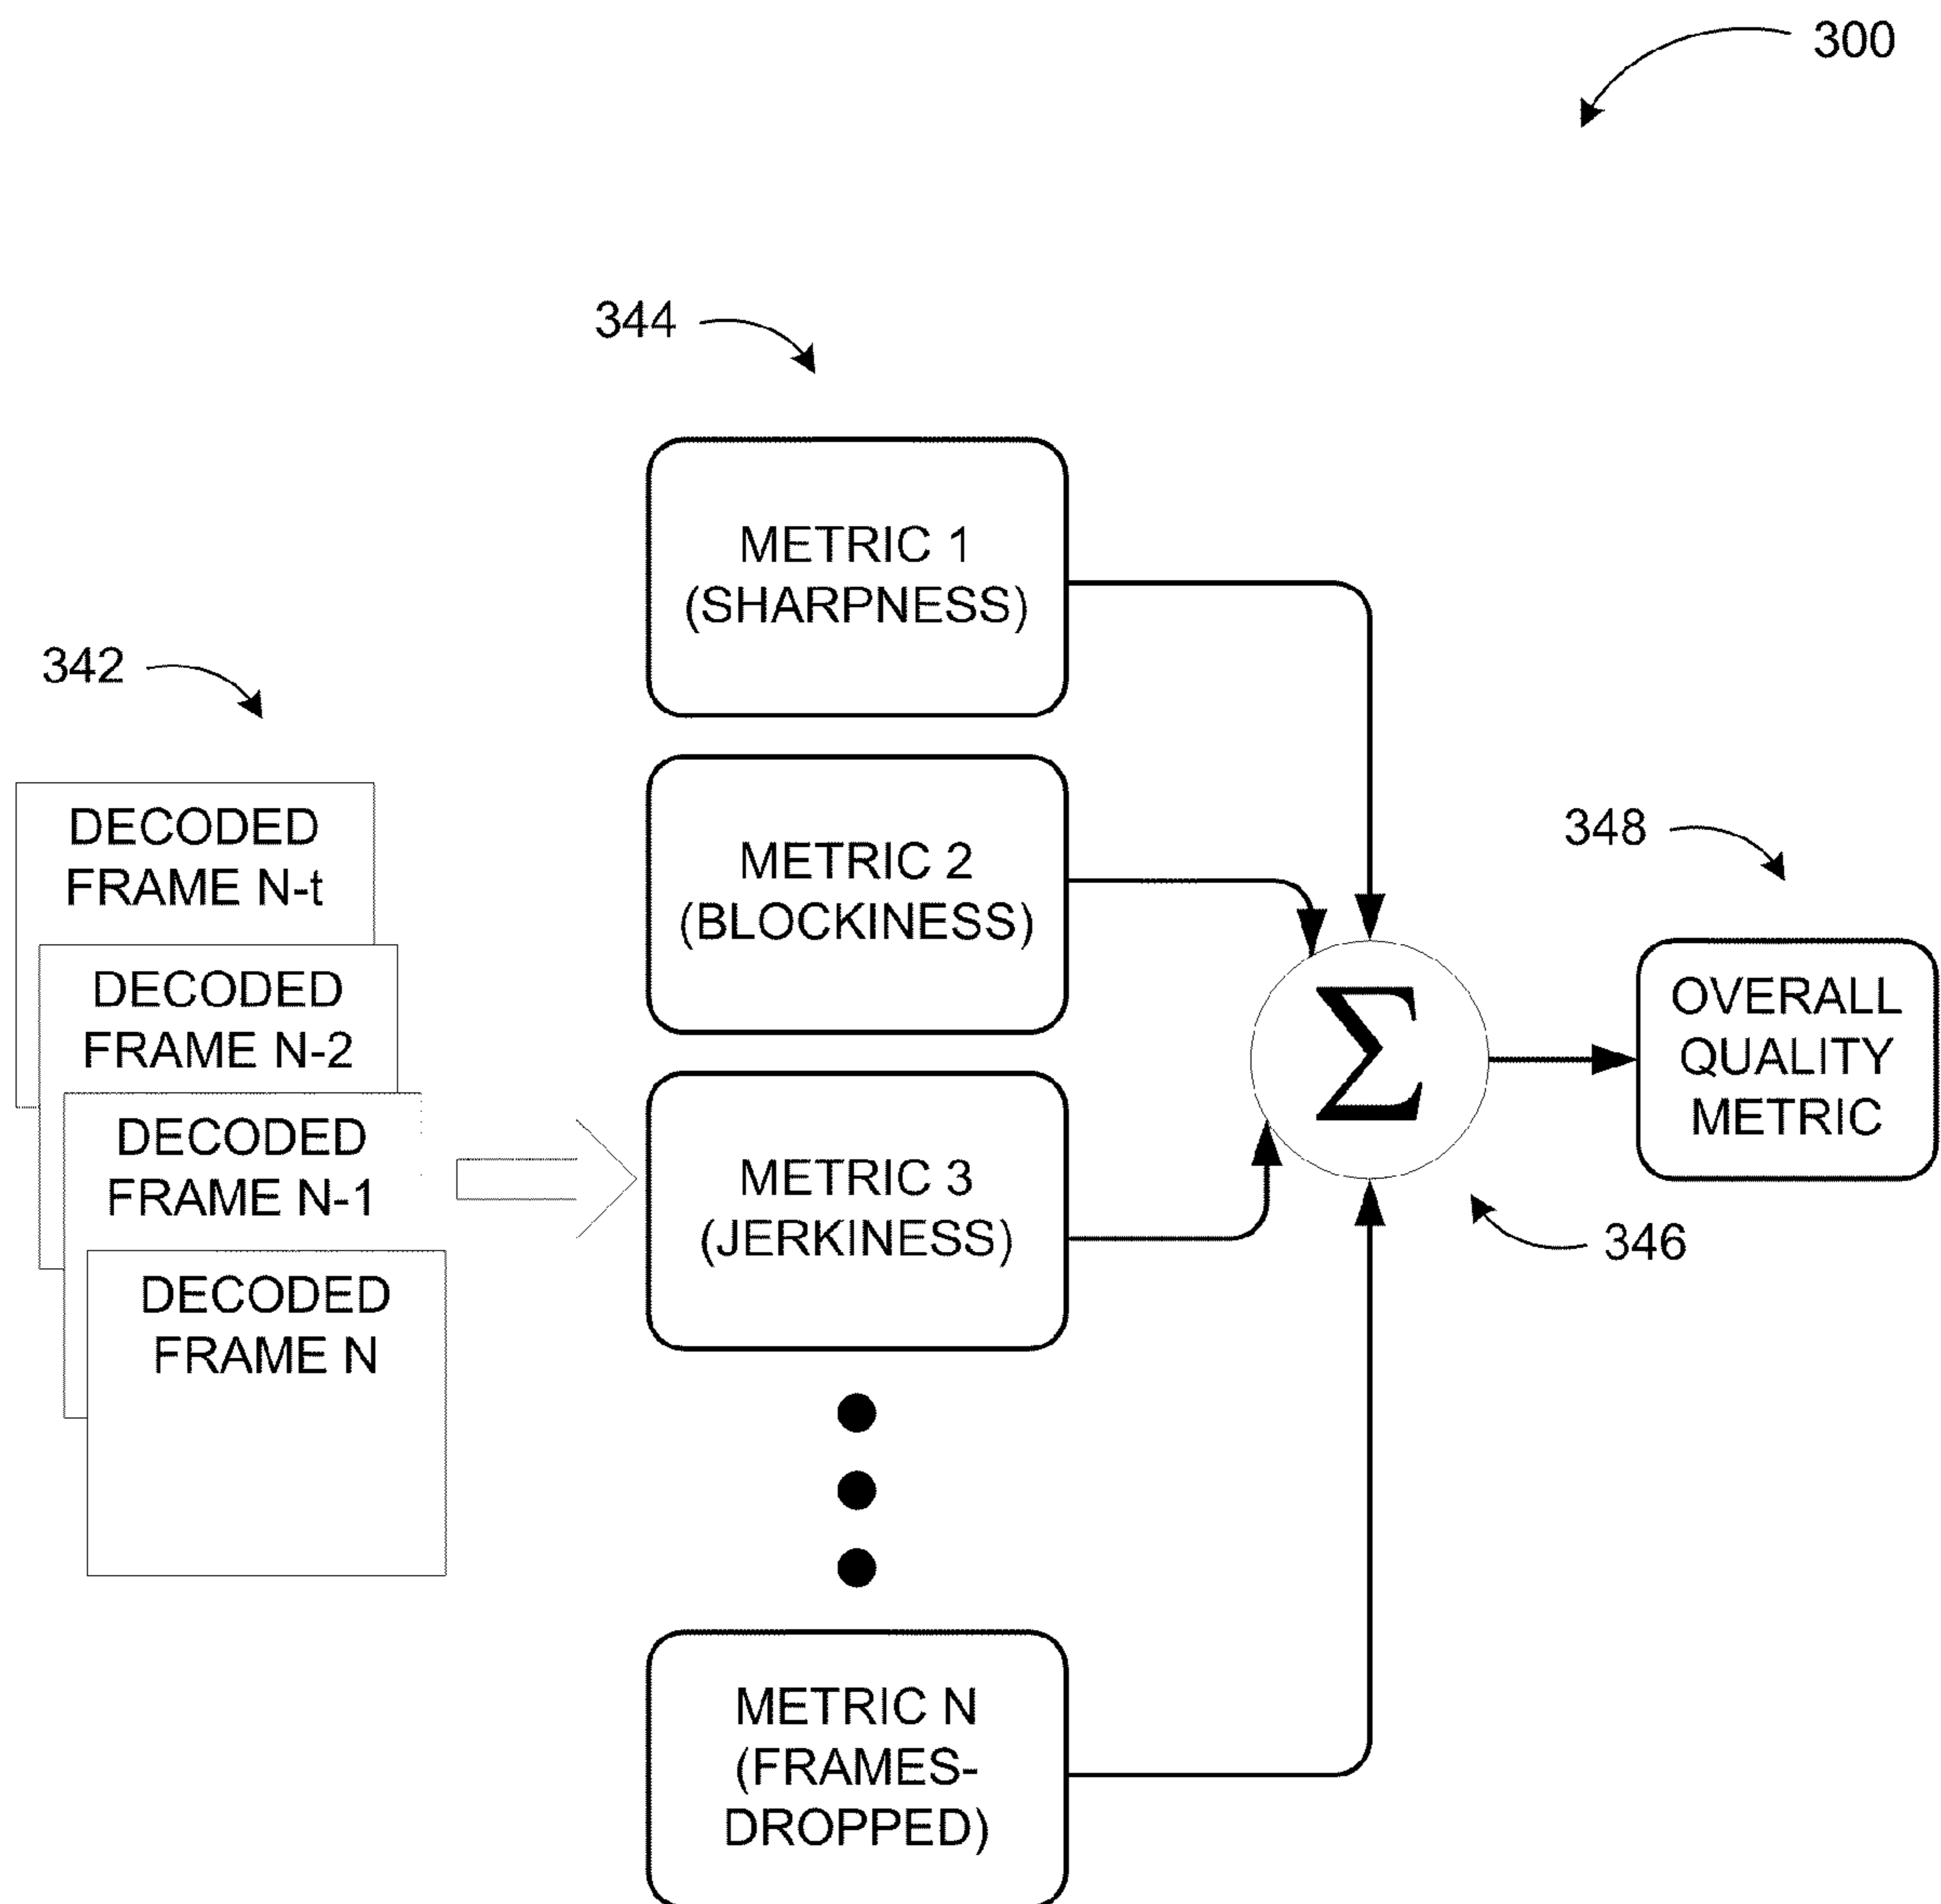 300
344
METRIC 1
(SHARPNESS)
342
DECODED
FRAME N-t
DECODED
FRAME N-2
DECODED
FRAME N-1
DECODED
FRAME N
METRIC 2
(BLOCKINESS)
METRIC 3
(JERKINESS)
METRIC N
(FRAMES-
DROPPED)
Σ
346
348
OVERALL
QUALITY
METRIC